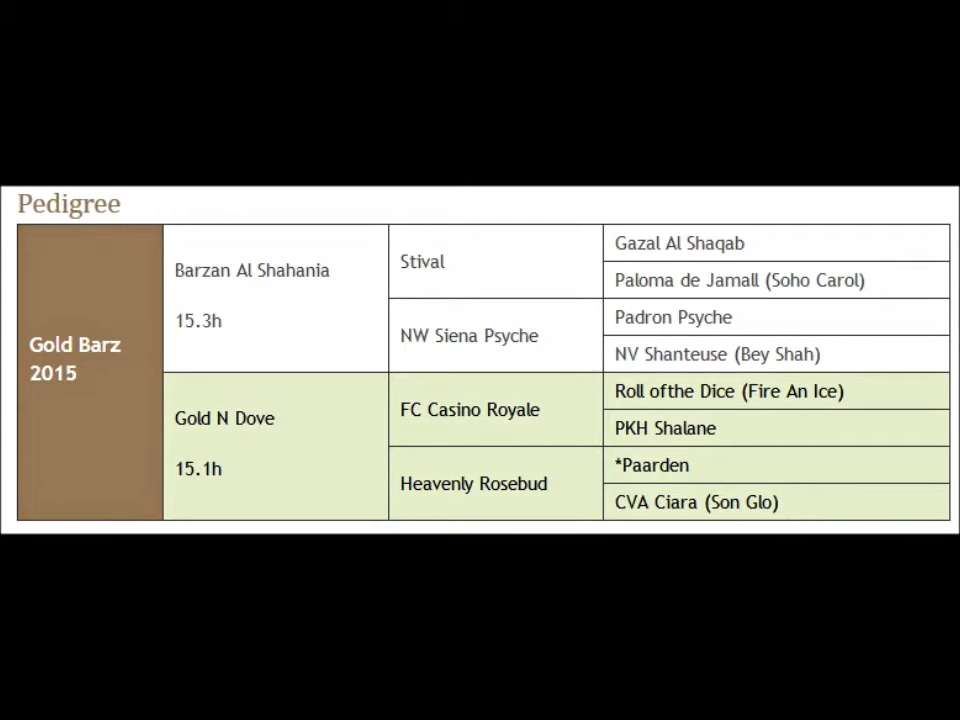 Pedigree
Gold Barz
2015
Barzan Al Shahania
15.3h
Stival
Gazal Al Shaqab
Paloma de Jamall (Soho Carol)
NW Siena Psyche
Padron Psyche
NV Shanteuse (Bey Shah)
Gold N Dove
15.1h
FC Casino Royale
Roll ofthe Dice (Fire An Ice)
PKH Shalane
Heavenly Rosebud
*Paarden
CVA Ciara (Son Glo)